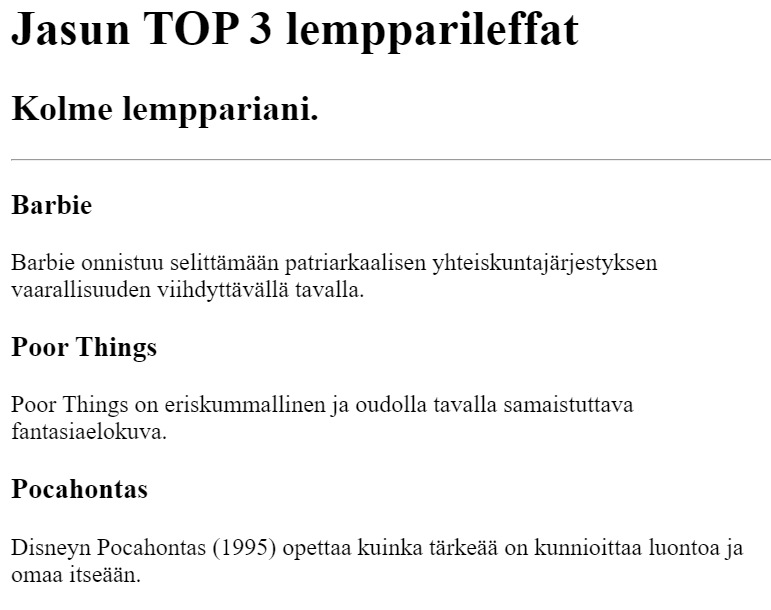 Jasun TOP 3 lempparileffat
Kolme lemppariani.
Barbie
Barbie onnistuu selittämään patriarkaalisen yhteiskuntajärjestyksen
vaarallisuuden viihdyttävällä tavalla.
Poor Things
Poor Things on eriskummallinen ja oudolla tavalla samaistuttava
fantasiaelokuva.
Pocahontas
Disneyn Pocahontas (1995) opettaa kuinka tärkeää on kunnioittaa luontoa ja
omaa itseään.